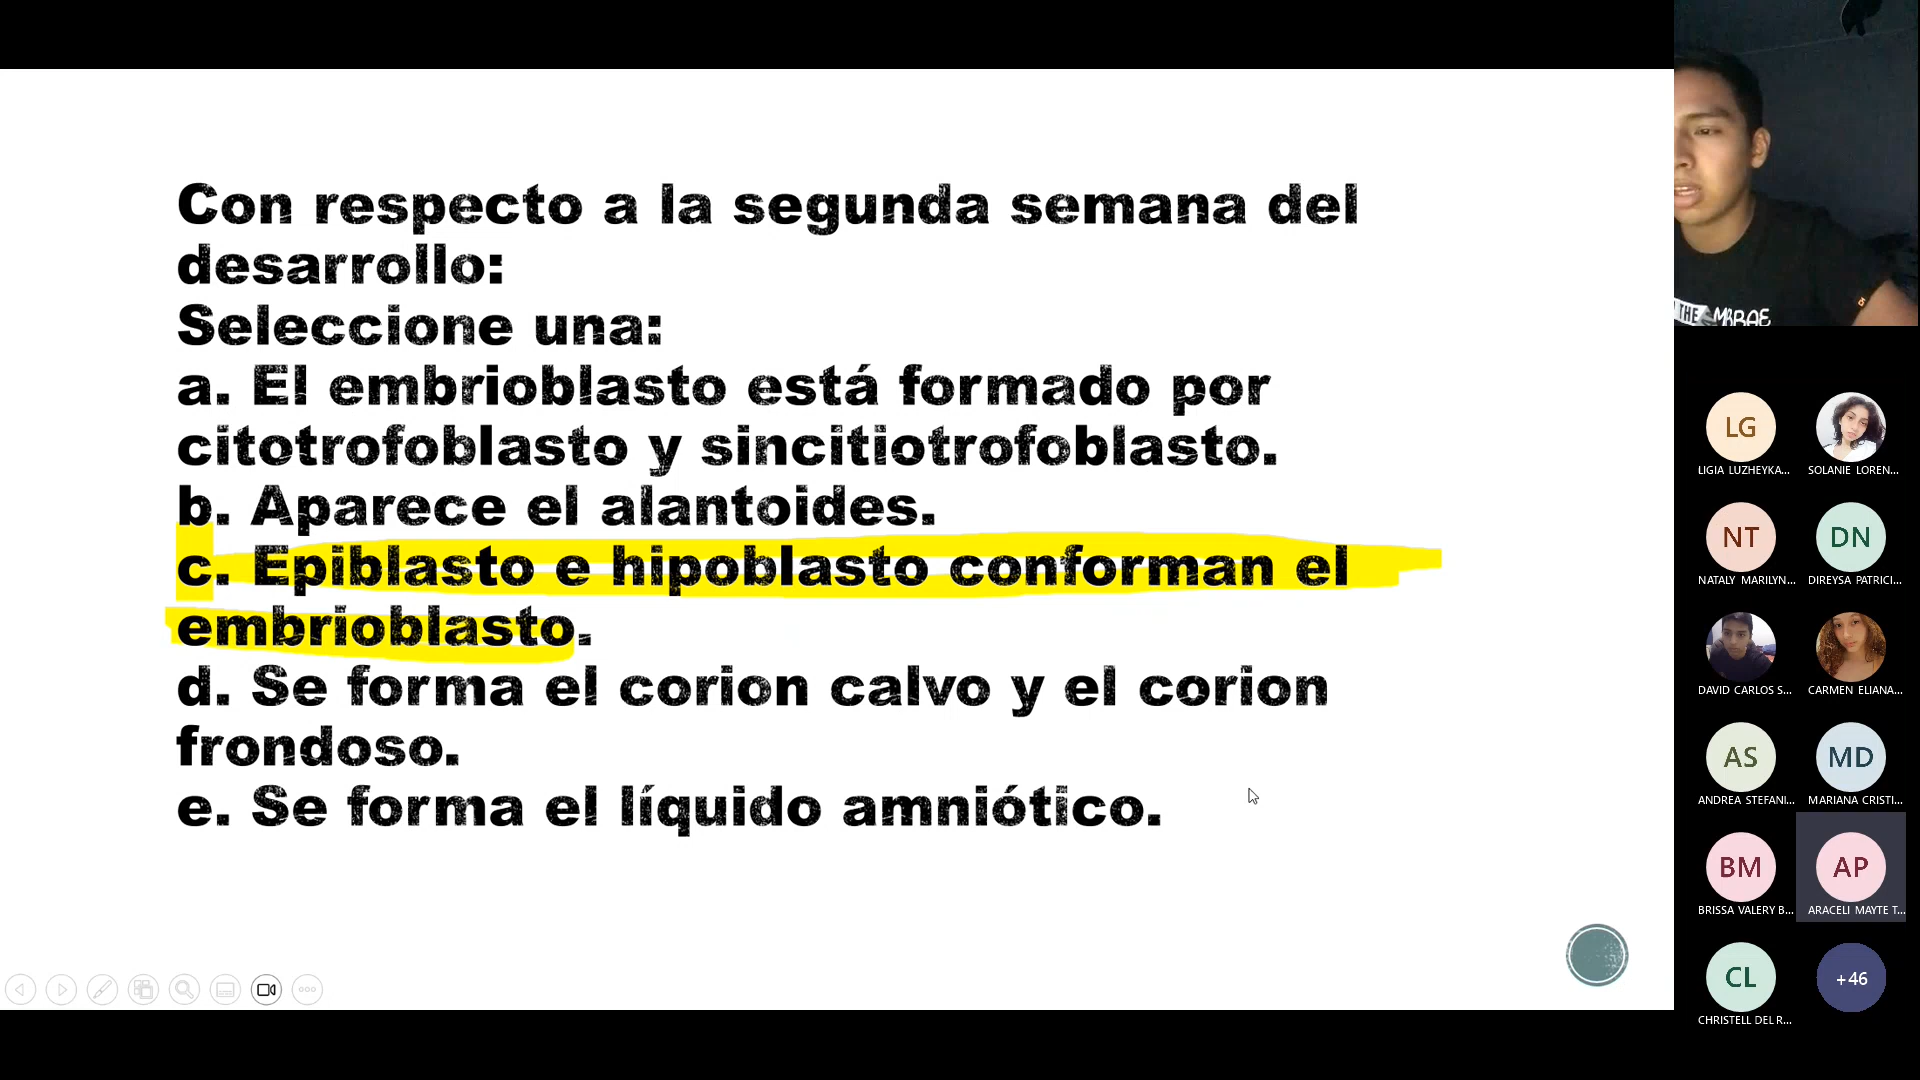 Con respecto a la segunda semana del
desarrollo:
Seleccione una:
a. El embrioblasto está formado por
citotrofoblasto y sincitiotrofoblasto.
b. Aparece el alantoides.
c. Epiblasto e hipoblasto conforman el
embrioblasto.
d. Se forma el corion calvo y el corion
frondoso.
e. Se forma el líquido amniótico.
THE
LG
LIGIA LUZHEYKA...
SOLANIE LOREN...
NT
NATALY MARILYN...
DN
DIREYSA PATRICI...
DAVID CARLOS S...
CARMEN ELIANA...
AS
ANDREA STEFANI...
MD
MARIANA CRISTI...
BM
BRISSA VALERY B...
AP
ARACELI MAYTE T...
CL
CHRISTELL DEL R...
+46